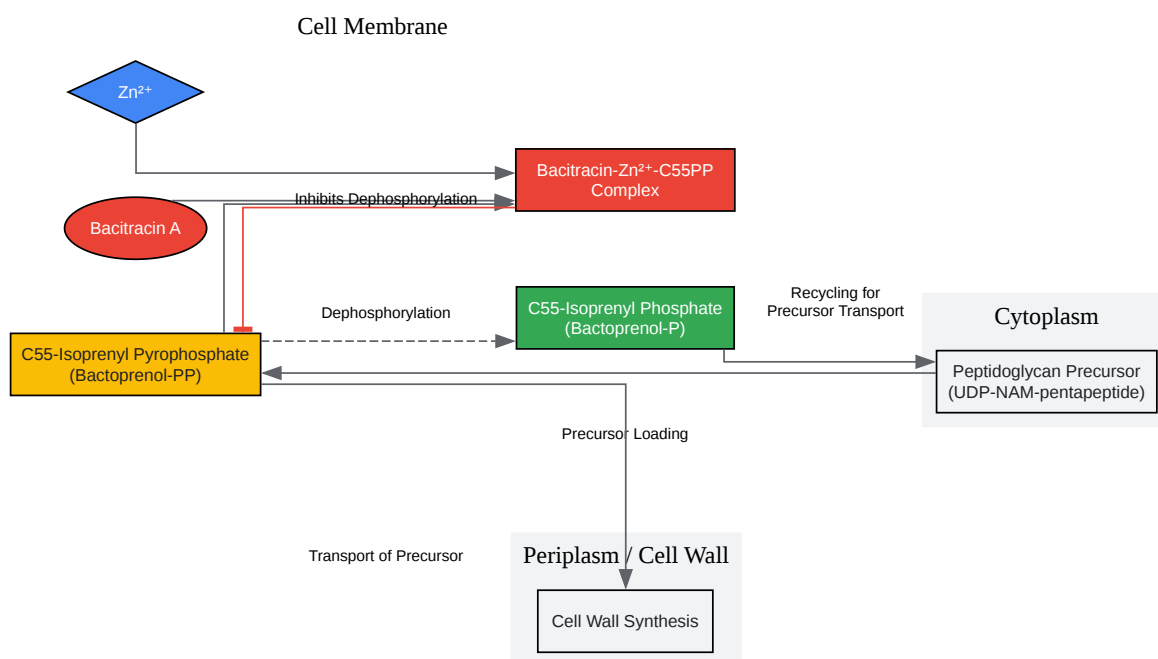 Cell Membrane
Zn²⁺
Bacitracin-Zn²⁺-C55PP
Complex
Inhibits Dephosphorylation
Bacitracin A
Dephosphorylation
C55-Isoprenyl Phosphate
(Bactoprenol-P)
Recycling for
Precursor Transport
Cytoplasm
C55-Isoprenyl Pyrophosphate
(Bactoprenol-PP)
Peptidoglycan Precursor
(UDP-NAM-pentapeptide)
Precursor Loading
Transport of Precursor
Periplasm / Cell Wall
Cell Wall Synthesis